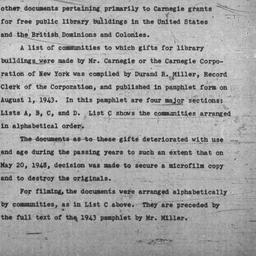 other documents pertaining primarily to Carnegie grants
for free public library buildings in the United States
and the British Dominions and Colonies.
A list of communities to which gifts for library
buildings were made by Mr. Carnegie or the Carnegie Corpo-
ration of New York was compiled by Durand R. Miller, Record
Clerk of the Corporation, and published in pamphlet form on
August 1, 1943. In this pamphlet are four major sections:
Lists A, B, C, and D. List C shows the communities arranged
in alphabetical order.
The documents as to these gifts deteriorated with use
and age during the passing years to such an extent that on
May 20, 1948, decision was made to secure a microfilm copy
and to destroy the originals.
For filming, the documents were arranged alphabetically
by communities, as in List C above. They are preceded by
the full text of the 1943 pamphlet by Mr. Miller.